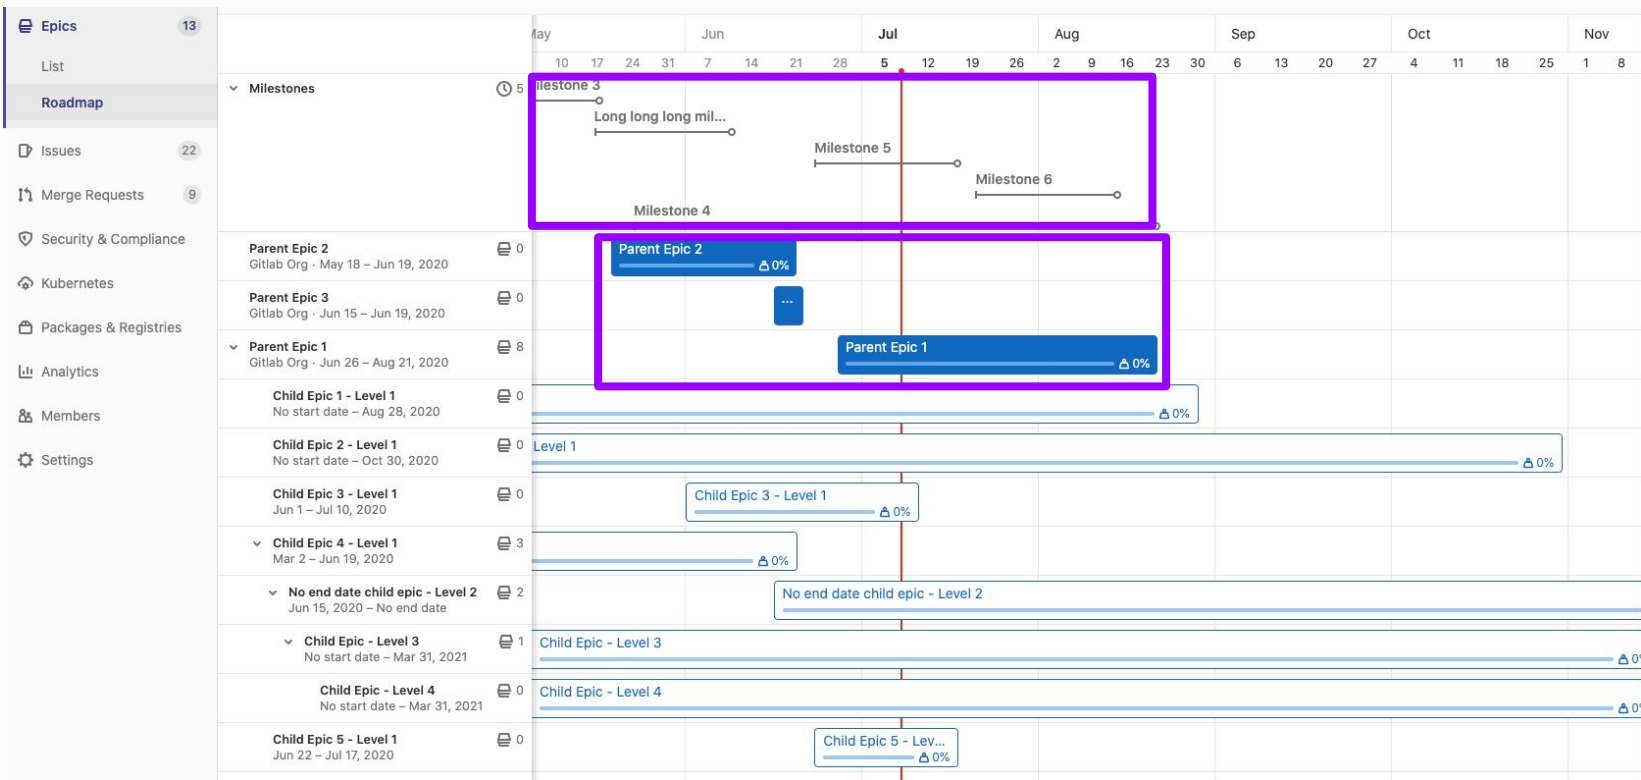 Epics 13
List
Roadmap
Issues 22
Merge Requests 9
Security & Compliance
Kubernetes
Packages & Registries
Analytics
Members
Settings
May Jun Jul Aug Sep Oct Nov
10 17 24 31 7 14 21 28 5 12 19 26 2 9 16 23 30 6 13 20 27 4 11 18 25 1 8
Milestones 5
ilestone 3
Long long long mil...
Milestone 5
Milestone 6
Milestone 4
Parent Epic 2 0
Gitlab Org · May 18 – Jun 19, 2020
Parent Epic 2
0%
Parent Epic 3 0
Gitlab Org · Jun 15 – Jun 19, 2020
...
Parent Epic 1 8
Gitlab Org · Jun 26 – Aug 21, 2020
Parent Epic 1
0%
Child Epic 1 - Level 1 0
No start date – Aug 28, 2020
0%
Child Epic 2 - Level 1 0
No start date – Oct 30, 2020
Level 1
0%
Child Epic 3 - Level 1 0
Jun 1 – Jul 10, 2020
Child Epic 3 - Level 1
0%
Child Epic 4 - Level 1 3
Mar 2 – Jun 19, 2020
0%
No end date child epic - Level 2 2
Jun 15, 2020 – No end date
No end date child epic - Level 2
Child Epic - Level 3 1
No start date – Mar 31, 2021
Child Epic - Level 3
0%
Child Epic - Level 4 0
No start date – Mar 31, 2021
Child Epic - Level 4
0%
Child Epic 5 - Level 1 0
Jun 22 – Jul 17, 2020
Child Epic 5 - Lev...
0%